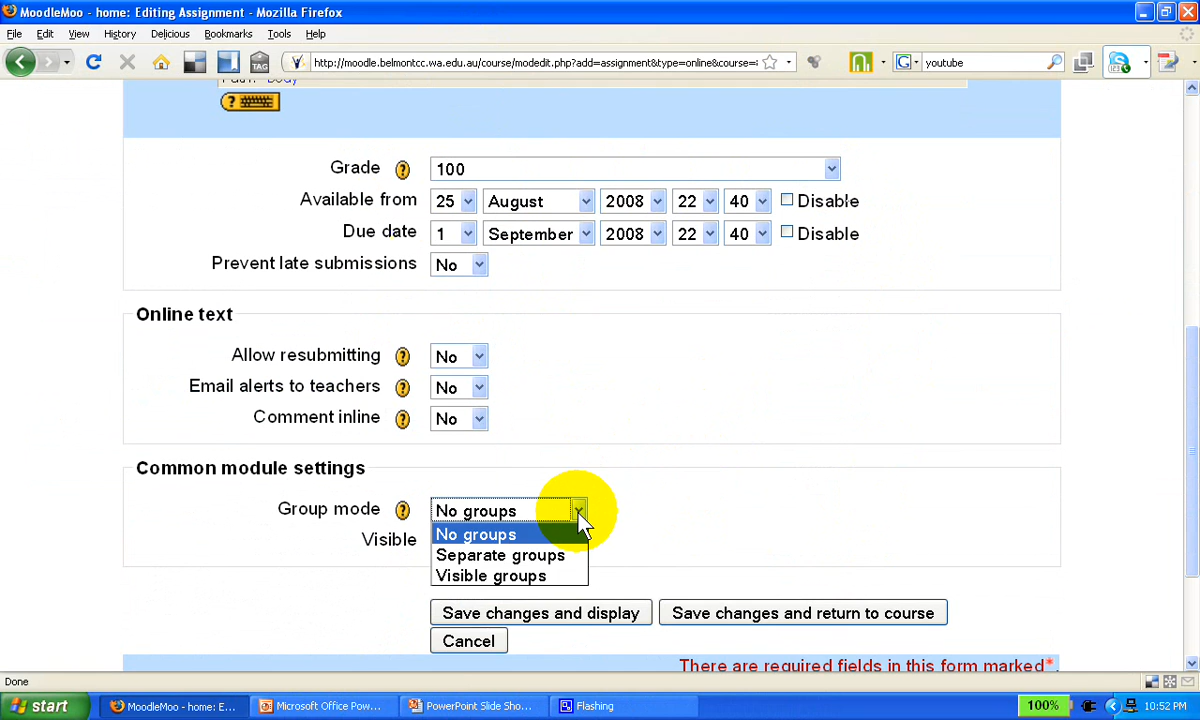 MoodleMoo - home: Editing Assignment - Mozilla Firefox
File Edit View History Delicious Bookmarks Tools Help
TAG http://moodle.belmontcc.wa.edu.au/course/modedit.php?add=assignment&type=online&course= G youtube
Grade ? 100
Available from 25 August 2008 22 40 Disable
Due date 1 September 2008 22 40 Disable
Prevent late submissions No
Online text
Allow resubmitting ? No
Email alerts to teachers ? No
Comment inline ? No
Common module settings
Group mode ? No groups
No groups
Visible
Separate groups
Visible groups
Save changes and display Save changes and return to course
Cancel
There are required fields in this form marked*
Done
start MoodleMoo - home: E... Microsoft Office Pow... PowerPoint Slide Sho... Flashing 100% 10:52 PM